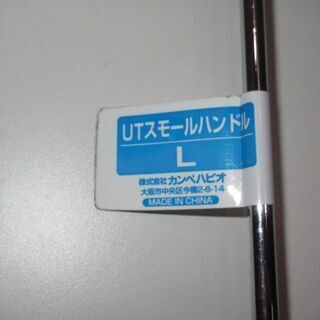 UTスモールハンドル
L
株式会社 カンペハピオ
大阪市中央区今橋2-6-14
MADE IN CHINA